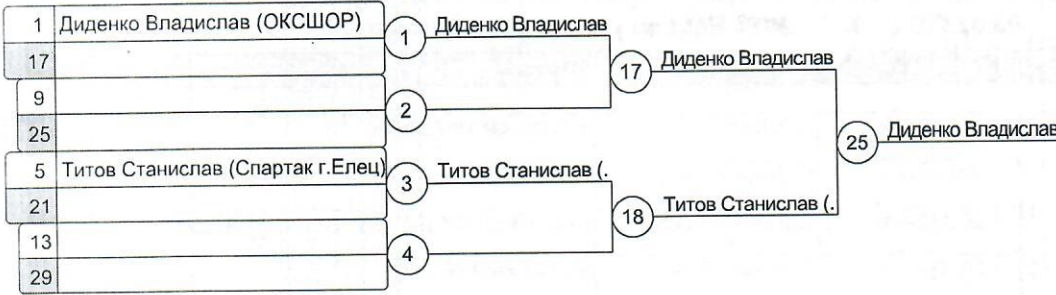 1 Диденко Владислав (ОКСШОР)
17
1 Диденко Владислав
9
25
2
17 Диденко Владислав
5 Титов Станислав (Спартак г.Елец)
21
3 Титов Станислав (.
13
29
4
18 Титов Станислав (.
25 Диденко Владислав